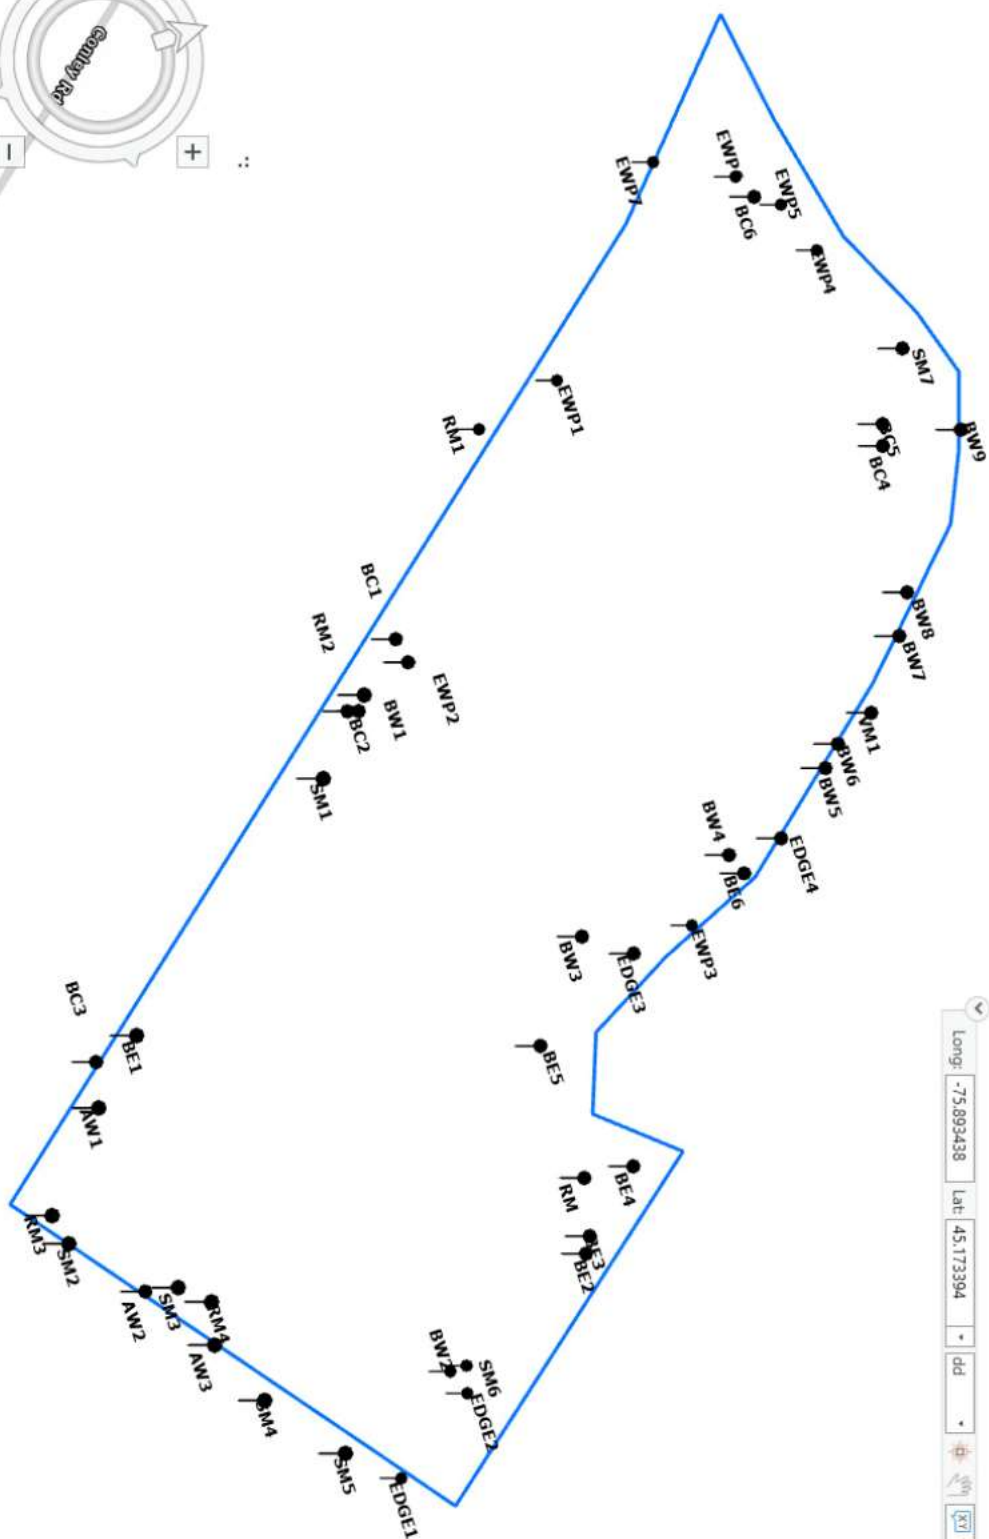 Conley Rd
+
−
EWP7
EWP
BC6
EWP5
EWP4
SM7
BW9
BC5
BC4
EWP1
RM1
BC1
RM2
EWP2
BW1
BC2
SM1
BW8
BW7
VM1
BW6
BW5
EDGE4
BW4
BE6
EWP3
BW3
EDGE3
BE5
BC3
BE1
AW1
BE4
RM
BE3
BE2
RM3
SM2
AW2
SM3
RM4
AW3
SM4
SM5
EDGE1
BW2
SM6
EDGE2
Long: -75.893438 Lat: 45.173394 dd XY